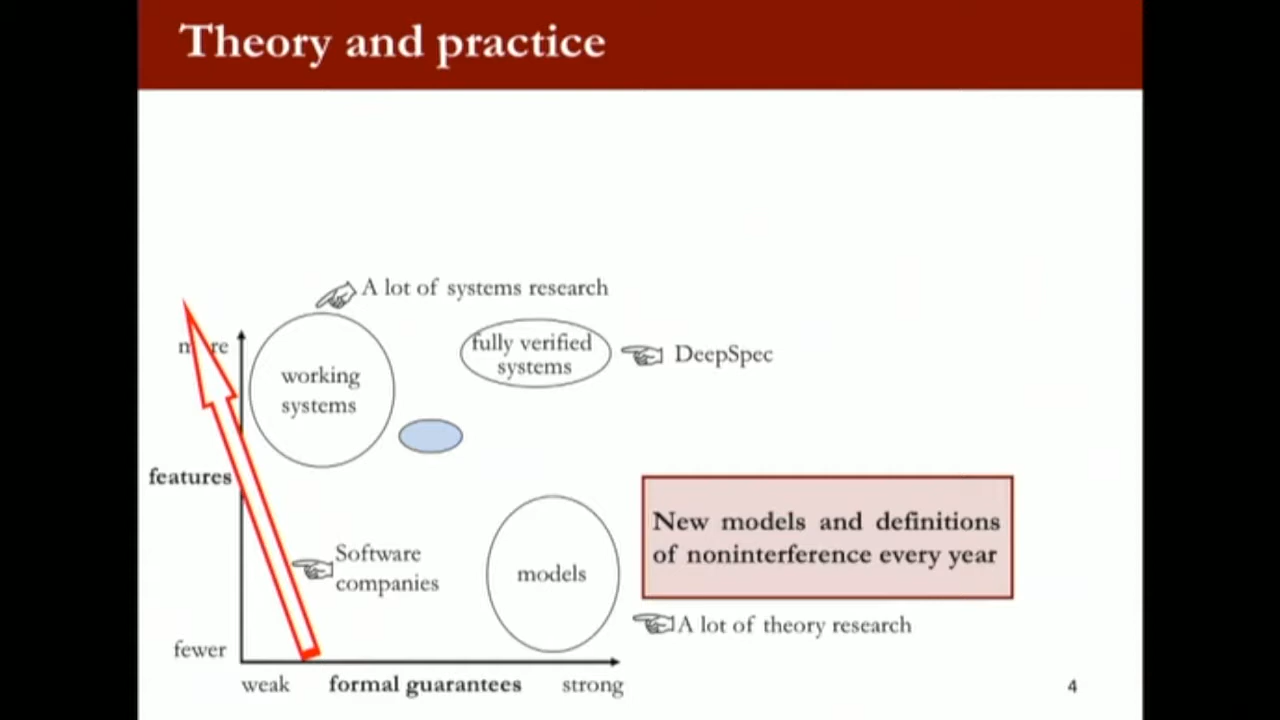 Theory and practice
A lot of systems research
more
fully verified
systems
DeepSpec
working
systems
features
New models and definitions
of noninterference every year
Software
companies
models
A lot of theory research
fewer
weak formal guarantees strong
4